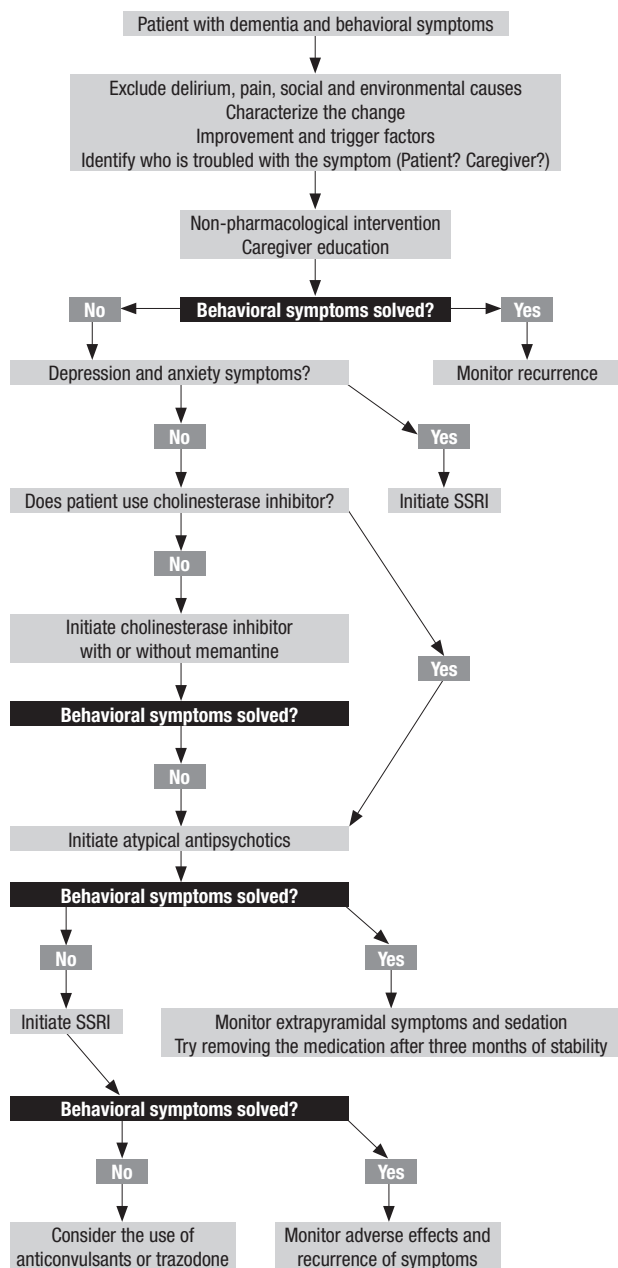 Patient with dementia and behavioral symptoms
Exclude delirium, pain, social and environmental causes
Characterize the change
Improvement and trigger factors
Identify who is troubled with the symptom (Patient? Caregiver?)
Non-pharmacological intervention
Caregiver education
No
Behavioral symptoms solved?
Yes
Depression and anxiety symptoms?
Monitor recurrence
No
Yes
Does patient use cholinesterase inhibitor?
Initiate SSRI
No
Initiate cholinesterase inhibitor
with or without memantine
Yes
Behavioral symptoms solved?
No
Initiate atypical antipsychotics
Behavioral symptoms solved?
No
Yes
Initiate SSRI
Monitor extrapyramidal symptoms and sedation
Try removing the medication after three months of stability
Behavioral symptoms solved?
No
Yes
Consider the use of
anticonvulsants or trazodone
Monitor adverse effects and
recurrence of symptoms